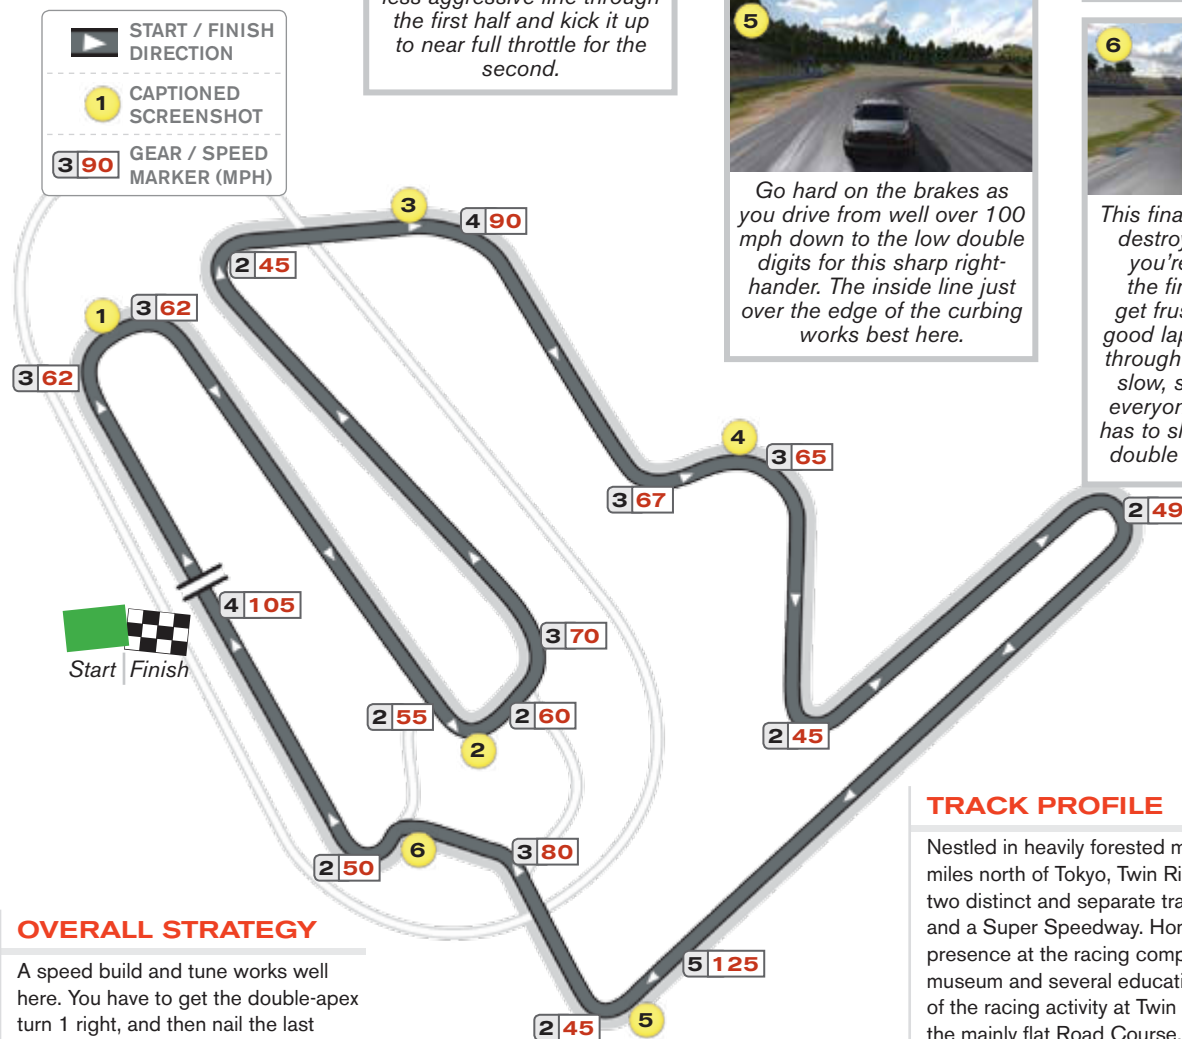 START / FINISH
DIRECTION
1 CAPTIONED
SCREENSHOT
3 90 GEAR / SPEED
MARKER (MPH)
less aggressive line through
the first half and kick it up
to near full throttle for the
second.
5
Go hard on the brakes as
you drive from well over 100
mph down to the low double
digits for this sharp right-
hander. The inside line just
over the edge of the curbing
works best here.
6
This fina
destroy
you're
the fir
get frus
good lap
through
slow, s
everyon
has to sl
double
3
4 90
2 45
1
3 62
3 62
4
3 65
3 67
2 49
4 105
Start | Finish
3 70
2 55
2 60
2
2 45
6
3 80
2 50
5 125
5
2 45
OVERALL STRATEGY
A speed build and tune works well
here. You have to get the double-apex
turn 1 right, and then nail the last
TRACK PROFILE
Nestled in heavily forested m
miles north of Tokyo, Twin Ri
two distinct and separate tra
and a Super Speedway. Hon
presence at the racing comp
museum and several educati
of the racing activity at Twin
the mainly flat Road Course.